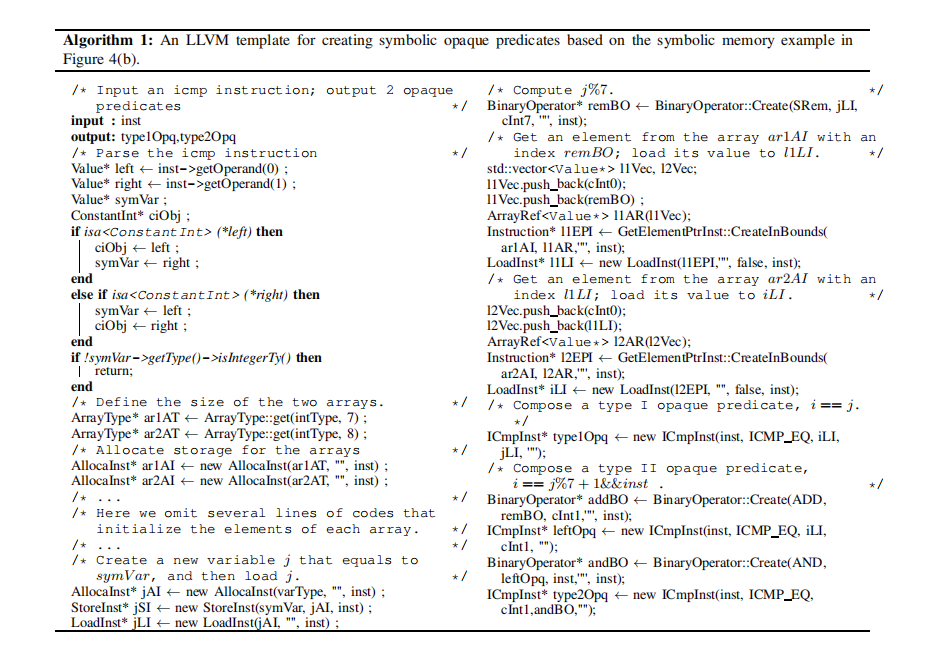 Algorithm 1: An LLVM template for creating symbolic opaque predicates based on the symbolic memory example in
Figure 4(b).
/* Input an icmp instruction; output 2 opaque
predicates */
input : inst
output: type1Opq,type2Opq
/* Parse the icmp instruction */
Value* left ← inst->getOperand(0) ;
Value* right ← inst->getOperand(1) ;
Value* symVar ;
ConstantInt* ciObj ;
if isa<ConstantInt> (*left) then
ciObj ← left ;
symVar ← right ;
end
else if isa<ConstantInt> (*right) then
symVar ← left ;
ciObj ← right ;
end
if !symVar->getType()->isIntegerTy() then
return;
end
/* Define the size of the two arrays. */
ArrayType* ar1AT ← ArrayType::get(intType, 7) ;
ArrayType* ar2AT ← ArrayType::get(intType, 8) ;
/* Allocate storage for the arrays */
AllocaInst* ar1AI ← new AllocaInst(ar1AT, "", inst) ;
AllocaInst* ar2AI ← new AllocaInst(ar2AT, "", inst) ;
/* ... */
/* Here we omit several lines of codes that
initialize the elements of each array. */
/* ... */
/* Create a new variable j that equals to
symVar, and then load j. */
AllocaInst* jAI ← new AllocaInst(varType, "", inst) ;
StoreInst* jSI ← new StoreInst(symVar, jAI, inst) ;
LoadInst* jLI ← new LoadInst(jAI, "", inst) ;
/* Compute j%7. */
BinaryOperator* remBO ← BinaryOperator::Create(SRem, jLI,
cInt7, "", inst);
/* Get an element from the array ar1AI with an
index remBO; load its value to l1LI. */
std::vector<Value*> l1Vec, l2Vec;
l1Vec.push_back(cInt0);
l1Vec.push_back(remBO) ;
ArrayRef<Value*> l1AR(l1Vec);
Instruction* l1EPI ← GetElementPtrInst::CreateInBounds(
ar1AI, l1AR,"", inst);
LoadInst* l1LI ← new LoadInst(l1EPI,"", false, inst);
/* Get an element from the array ar2AI with an
index l1LI; load its value to iLI. */
l2Vec.push_back(cInt0);
l2Vec.push_back(l1LI);
ArrayRef<Value*> l2AR(l2Vec);
Instruction* l2EPI ← GetElementPtrInst::CreateInBounds(
ar2AI, l2AR,"", inst);
LoadInst* iLI ← new LoadInst(l2EPI, "", false, inst);
/* Compose a type I opaque predicate, i == j.
*/
ICmpInst* type1Opq ← new ICmpInst(inst, ICMP_EQ, iLI,
jLI, "");
/* Compose a type II opaque predicate,
i == j%7 + 1&&inst . */
BinaryOperator* addBO ← BinaryOperator::Create(ADD,
remBO, cInt1,"", inst);
ICmpInst* leftOpq ← new ICmpInst(inst, ICMP_EQ, iLI,
cInt1, "");
BinaryOperator* andBO ← BinaryOperator::Create(AND,
leftOpq, inst,"", inst);
ICmpInst* type2Opq ← new ICmpInst(inst, ICMP_EQ,
cInt1,andBO,"");